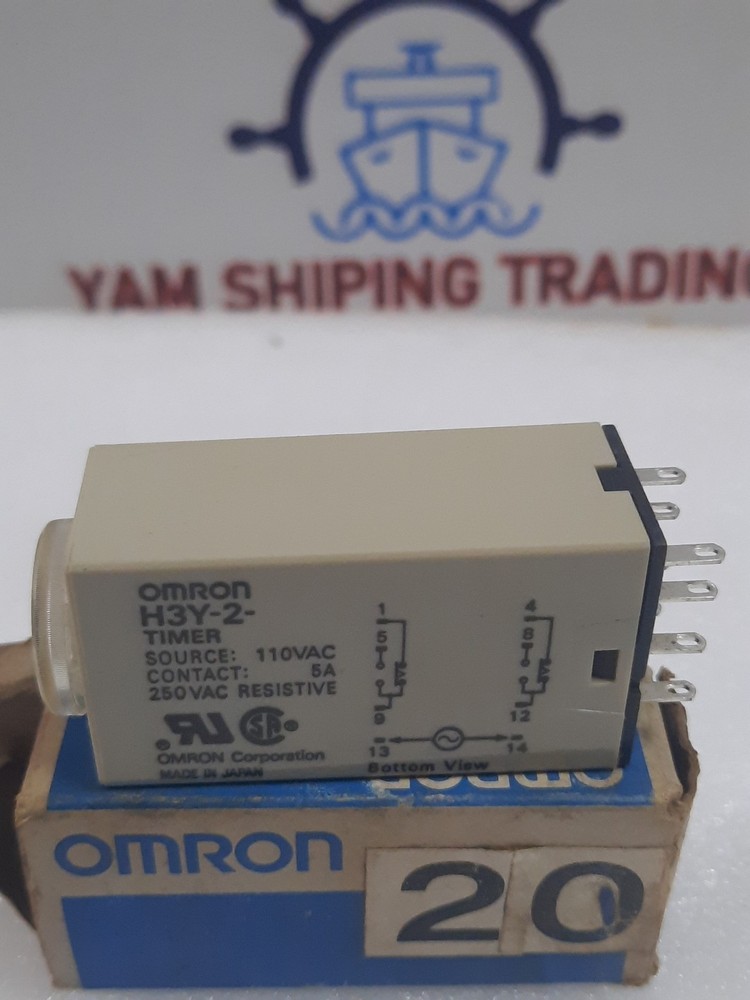 YAM SHIPING TRADING
OMRON
H3Y-2-
TIMER
SOURCE: 110VAC
CONTACT: 5A
250VAC RESISTIVE
OMRON Corporation
MADE IN JAPAN
1
5
9
13
4
8
12
14
Bottom View
OMRON
OMRON
20